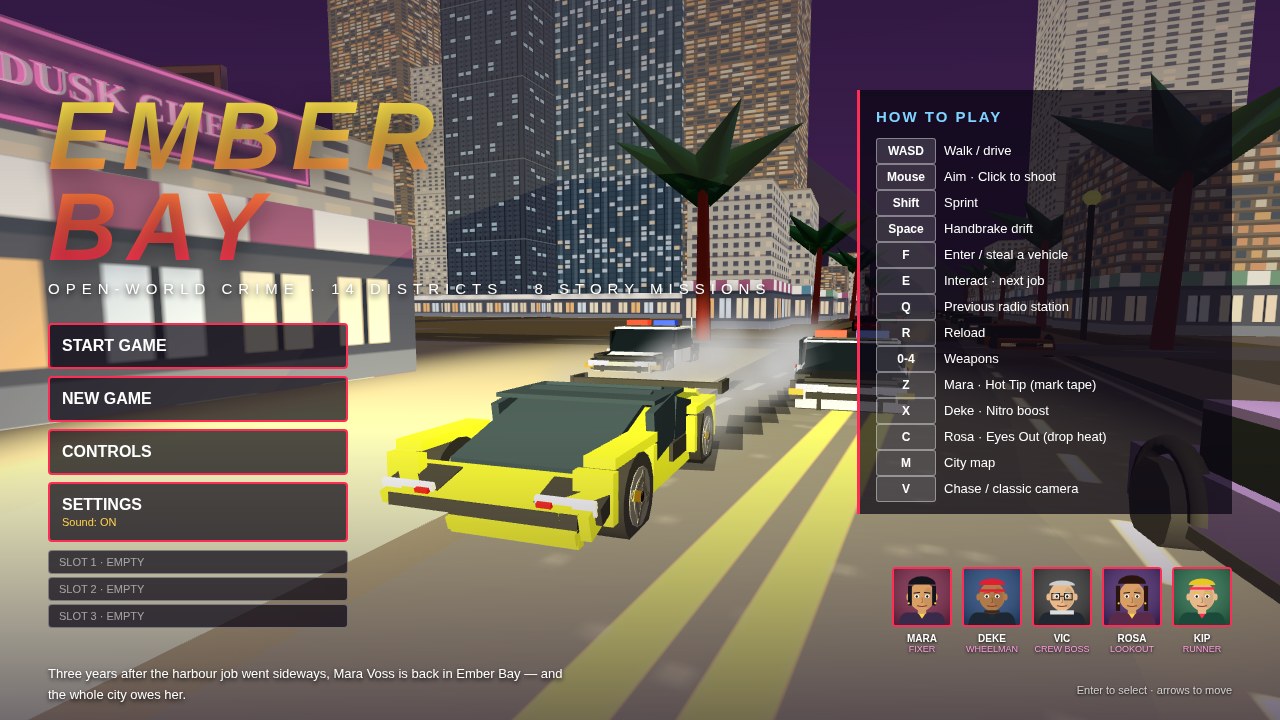 DUSK
EMBER
BAY
OPEN-WORLD CRIME · 14 DISTRICTS · 8 STORY MISSIONS
START GAME
NEW GAME
CONTROLS
SETTINGS
Sound: ON
SLOT 1 · EMPTY
SLOT 2 · EMPTY
SLOT 3 · EMPTY
Three years after the harbour job went sideways, Mara Voss is back in Ember Bay — and
the whole city owes her.
HOW TO PLAY
WASD Walk / drive
Mouse Aim · Click to shoot
Shift Sprint
Space Handbrake drift
F Enter / steal a vehicle
E Interact · next job
Q Previous radio station
R Reload
0-4 Weapons
Z Mara · Hot Tip (mark tape)
X Deke · Nitro boost
C Rosa · Eyes Out (drop heat)
M City map
V Chase / classic camera
MARA DEKE VIC ROSA KIP
FIXER WHEELMAN CREW BOSS LOOKOUT RUNNER
Enter to select · arrows to move